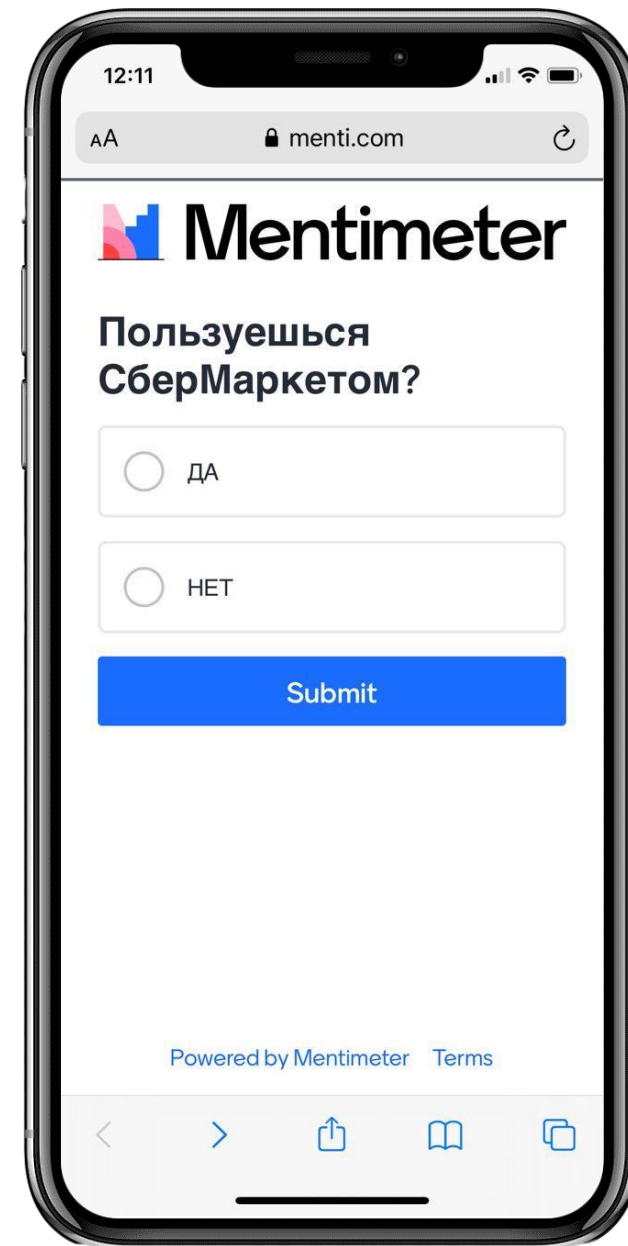 12:11
AA menti.com
Mentimeter
Пользуешься
СберМаркетом?
ДА
НЕТ
Submit
Powered by Mentimeter Terms